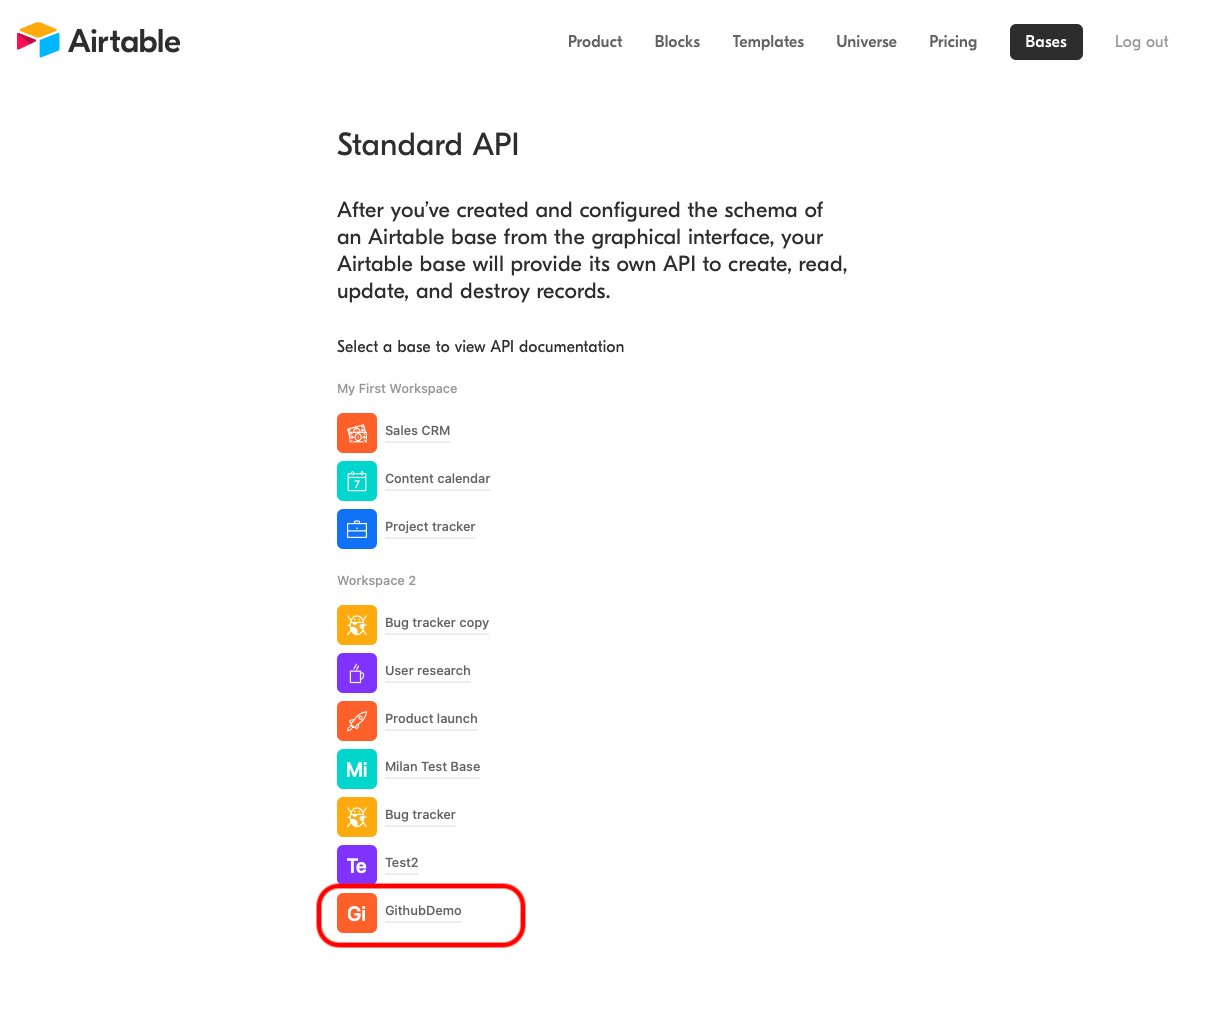 Airtable
Product
Blocks
Templates
Universe
Pricing
Bases
Log out
Standard API
After you’ve created and configured the schema of
an Airtable base from the graphical interface, your
Airtable base will provide its own API to create, read,
update, and destroy records.
Select a base to view API documentation
My First Workspace
Sales CRM
7
Content calendar
Project tracker
Workspace 2
Bug tracker copy
User research
Product launch
Mi
Milan Test Base
Bug tracker
Te
Test2
Gi
GithubDemo